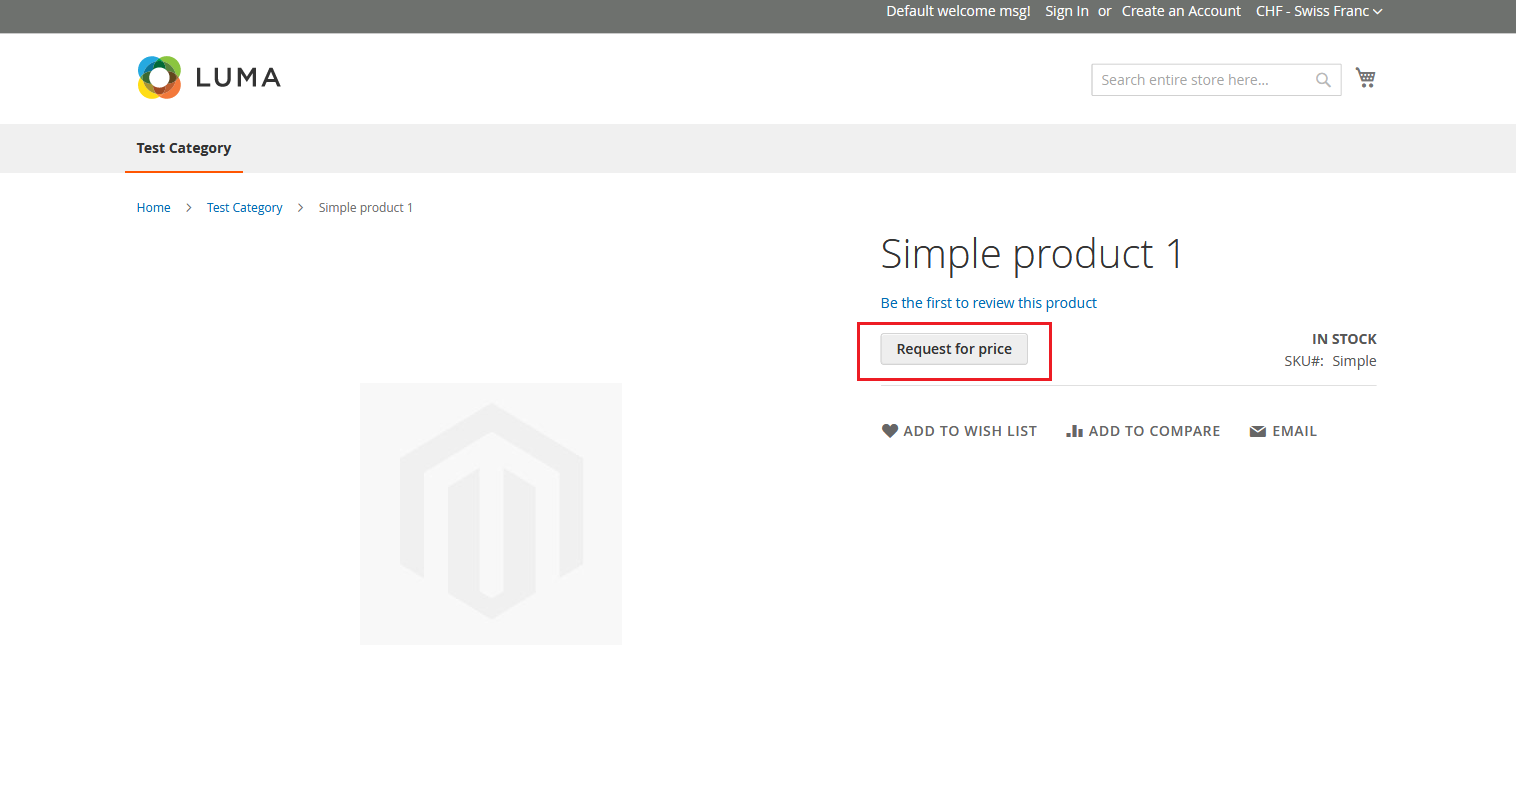 Default welcome msg! Sign In or Create an Account CHF - Swiss Franc
LUMA
Search entire store here...
Test Category
Home Test Category Simple product 1
Simple product 1
Be the first to review this product
Request for price
IN STOCK
SKU#: Simple
ADD TO WISH LIST ADD TO COMPARE EMAIL